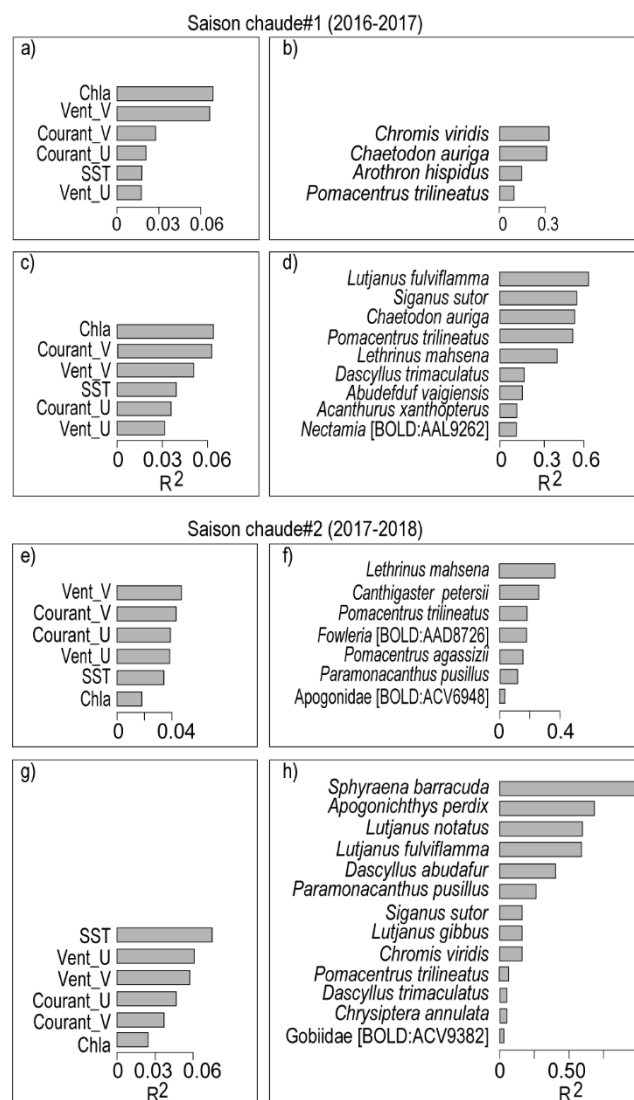 Saison chaude#1 (2016-2017)
a)
Chla
Vent_V
Courant_V
Courant_U
SST
Vent_U
0 0.03 0.06
b)
Chromis viridis
Chaetodon auriga
Arothron hispidus
Pomacentrus trilineatus
0 0.3
c)
Chla
Courant_V
Vent_V
SST
Courant_U
Vent_U
0 0.03 0.06
R²
d)
Lutjanus fulviflamma
Siganus sutor
Chaetodon auriga
Pomacentrus trilineatus
Lethrinus mahsena
Dascyllus trimaculatus
Abudefduf vaigiensis
Acanthurus xanthopterus
Nectamia [BOLD:AAL9262]
0 0.3 0.6
R²
Saison chaude#2 (2017-2018)
e)
Vent_V
Courant_V
Courant_U
Vent_U
SST
Chla
0 0.04
f)
Lethrinus mahsena
Canthigaster petersii
Pomacentrus trilineatus
Fowleria [BOLD:AAD8726]
Pomacentrus agassizii
Paramonacanthus pusillus
Apogonidae [BOLD:ACV6948]
0 0.4
g)
SST
Vent_U
Vent_V
Courant_U
Courant_V
Chla
0 0.03 0.06
R²
h)
Sphyraena barracuda
Apogonichthys perdix
Lutjanus notatus
Lutjanus fulviflamma
Dascyllus abudafur
Paramonacanthus pusillus
Siganus sutor
Lutjanus gibbus
Chromis viridis
Pomacentrus trilineatus
Dascyllus trimaculatus
Chrysiptera annulata
Gobiidae [BOLD:ACV9382]
0 0.50
R²